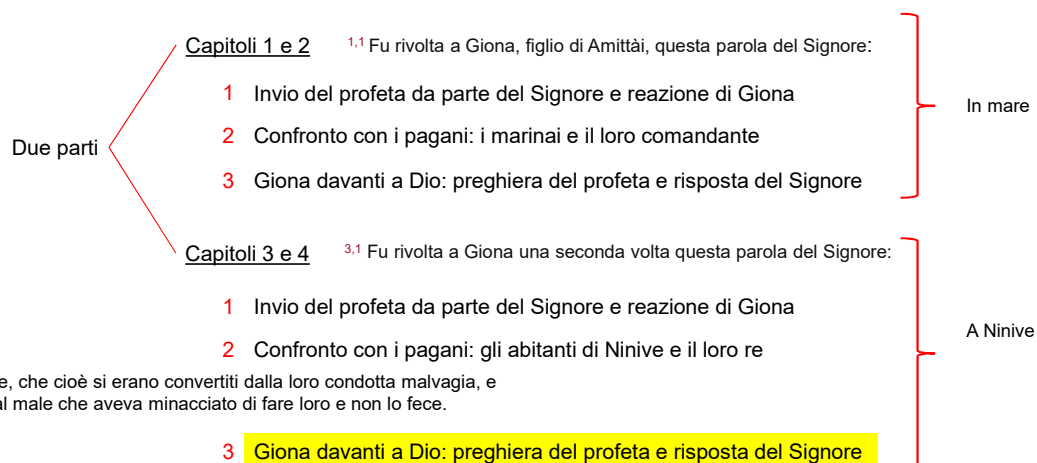 Capitoli 1 e 2 1,1 Fu rivolta a Giona, figlio di Amittài, questa parola del Signore:
1 Invio del profeta da parte del Signore e reazione di Giona
In mare
2 Confronto con i pagani: i marinai e il loro comandante
Due parti
3 Giona davanti a Dio: preghiera del profeta e risposta del Signore
Capitoli 3 e 4 3,1 Fu rivolta a Giona una seconda volta questa parola del Signore:
1 Invio del profeta da parte del Signore e reazione di Giona
A Ninive
2 Confronto con i pagani: gli abitanti di Ninive e il loro re
e, che cioè si erano convertiti dalla loro condotta malvagia, e
al male che aveva minacciato di fare loro e non lo fece.
3 Giona davanti a Dio: preghiera del profeta e risposta del Signore